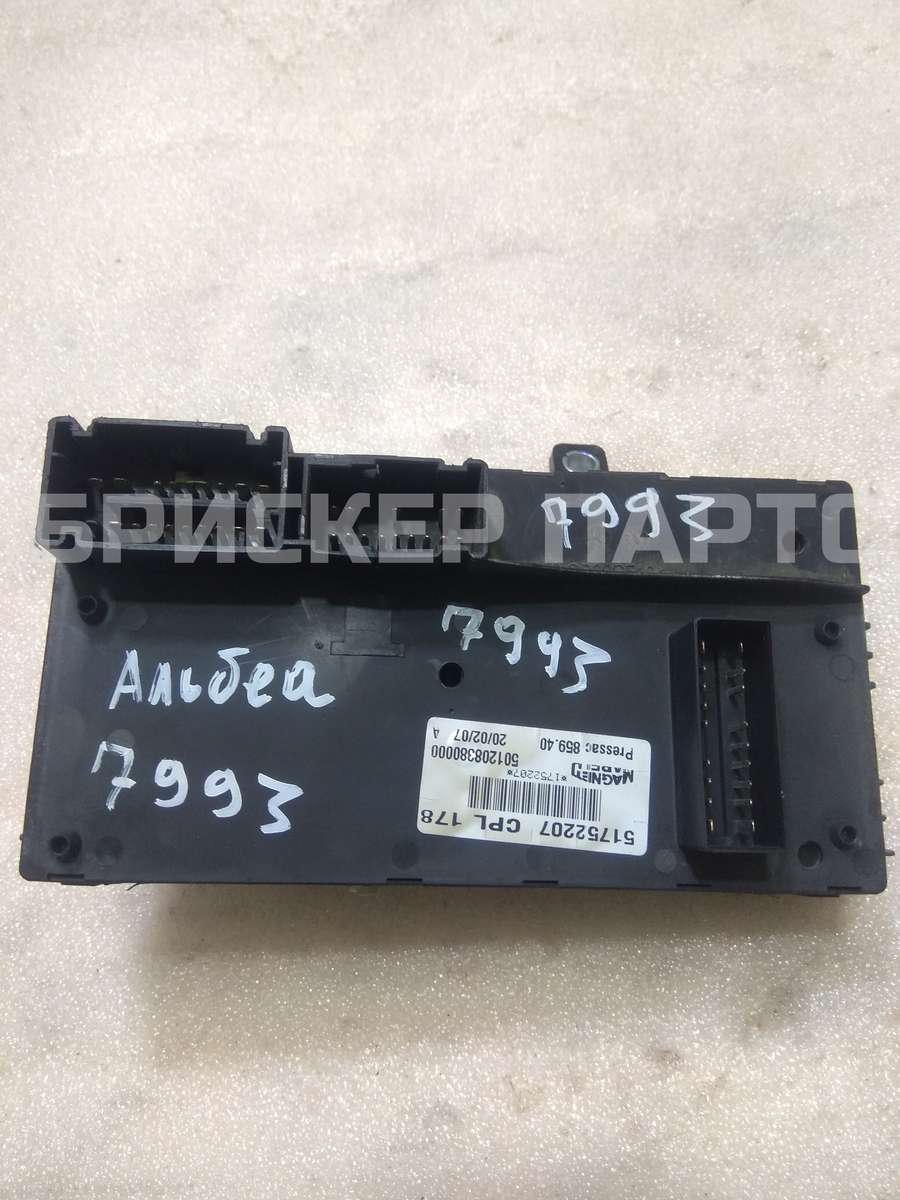 БРИСКЕР ПАРТС
7993
7993
Альбеа
7993
51752207 CPL 178
*1752207*
MAGNETI MARELLI
501208380000
20/02/07 A
Pressac 859.40